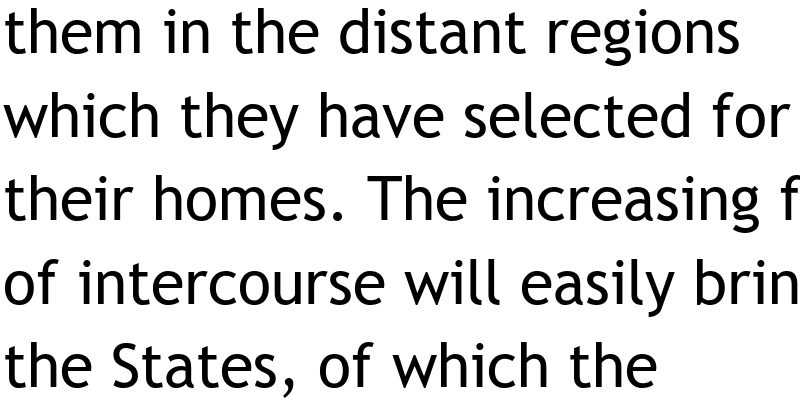 them in the distant regions
which they have selected for
their homes. The increasing
of intercourse will easily
the States, of which the